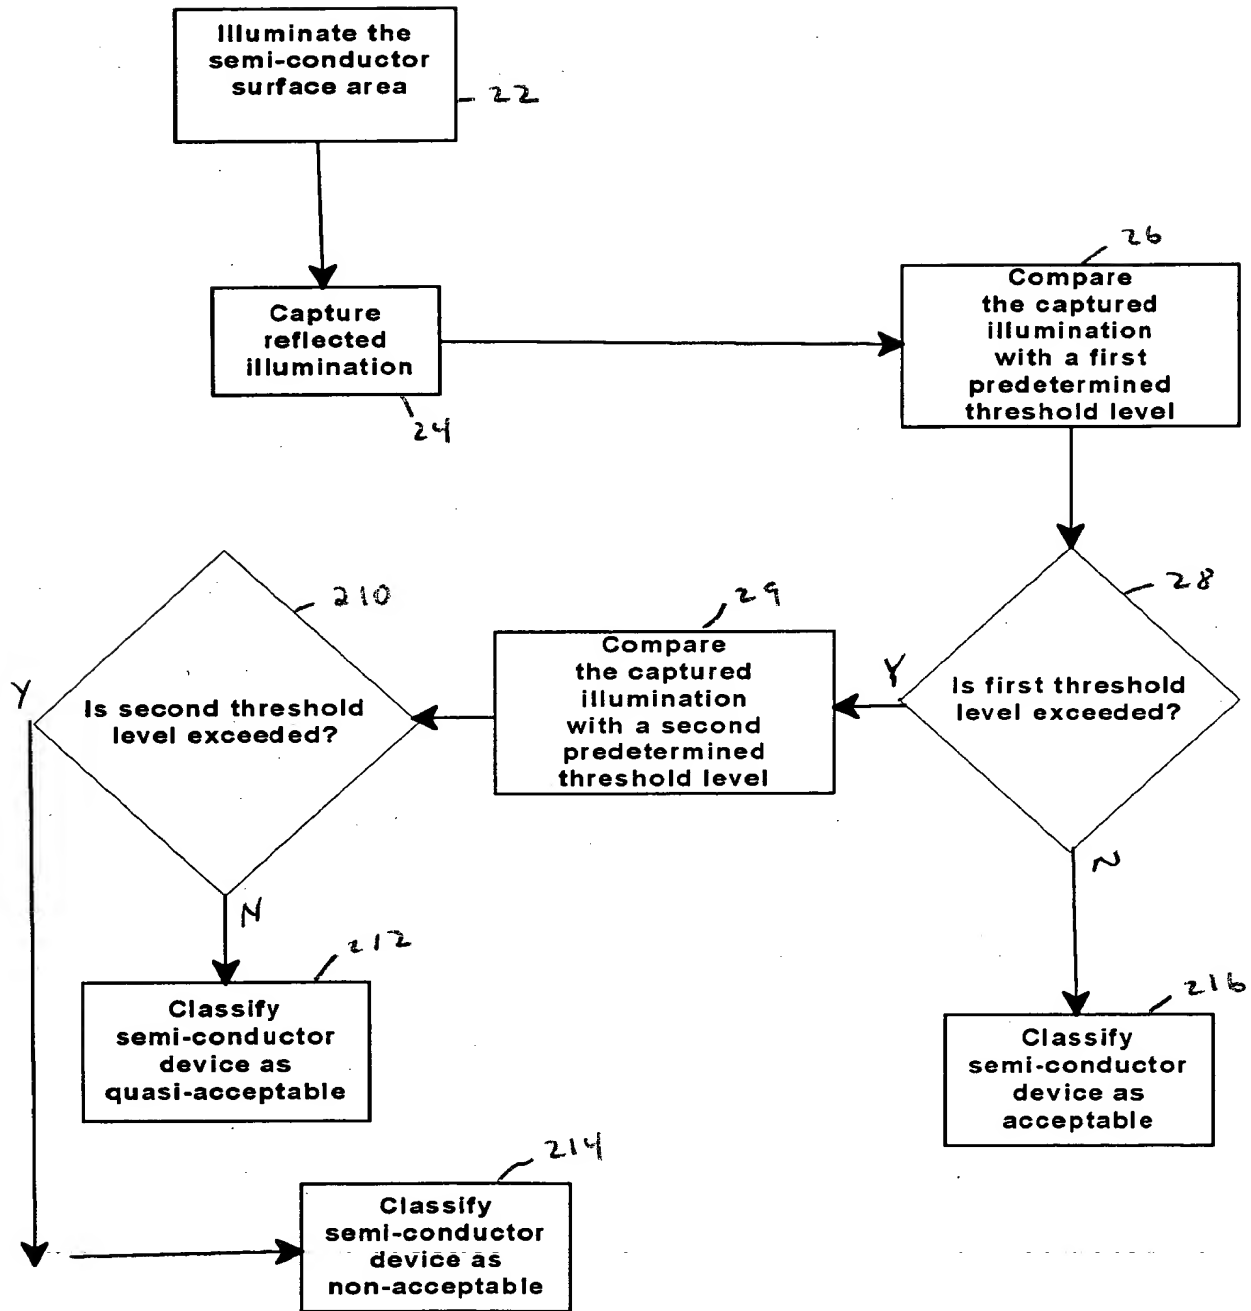 Illuminate the
semi-conductor
surface area
22
Capture
reflected
illumination
24
26
Compare
the captured
illumination
with a first
predetermined
threshold level
28
Is first threshold
level exceeded?
Y
N
29
Compare
the captured
illumination
with a second
predetermined
threshold level
210
Is second threshold
level exceeded?
Y
N
212
Classify
semi-conductor
device as
quasi-acceptable
216
Classify
semi-conductor
device as
acceptable
214
Classify
semi-conductor
device as
non-acceptable